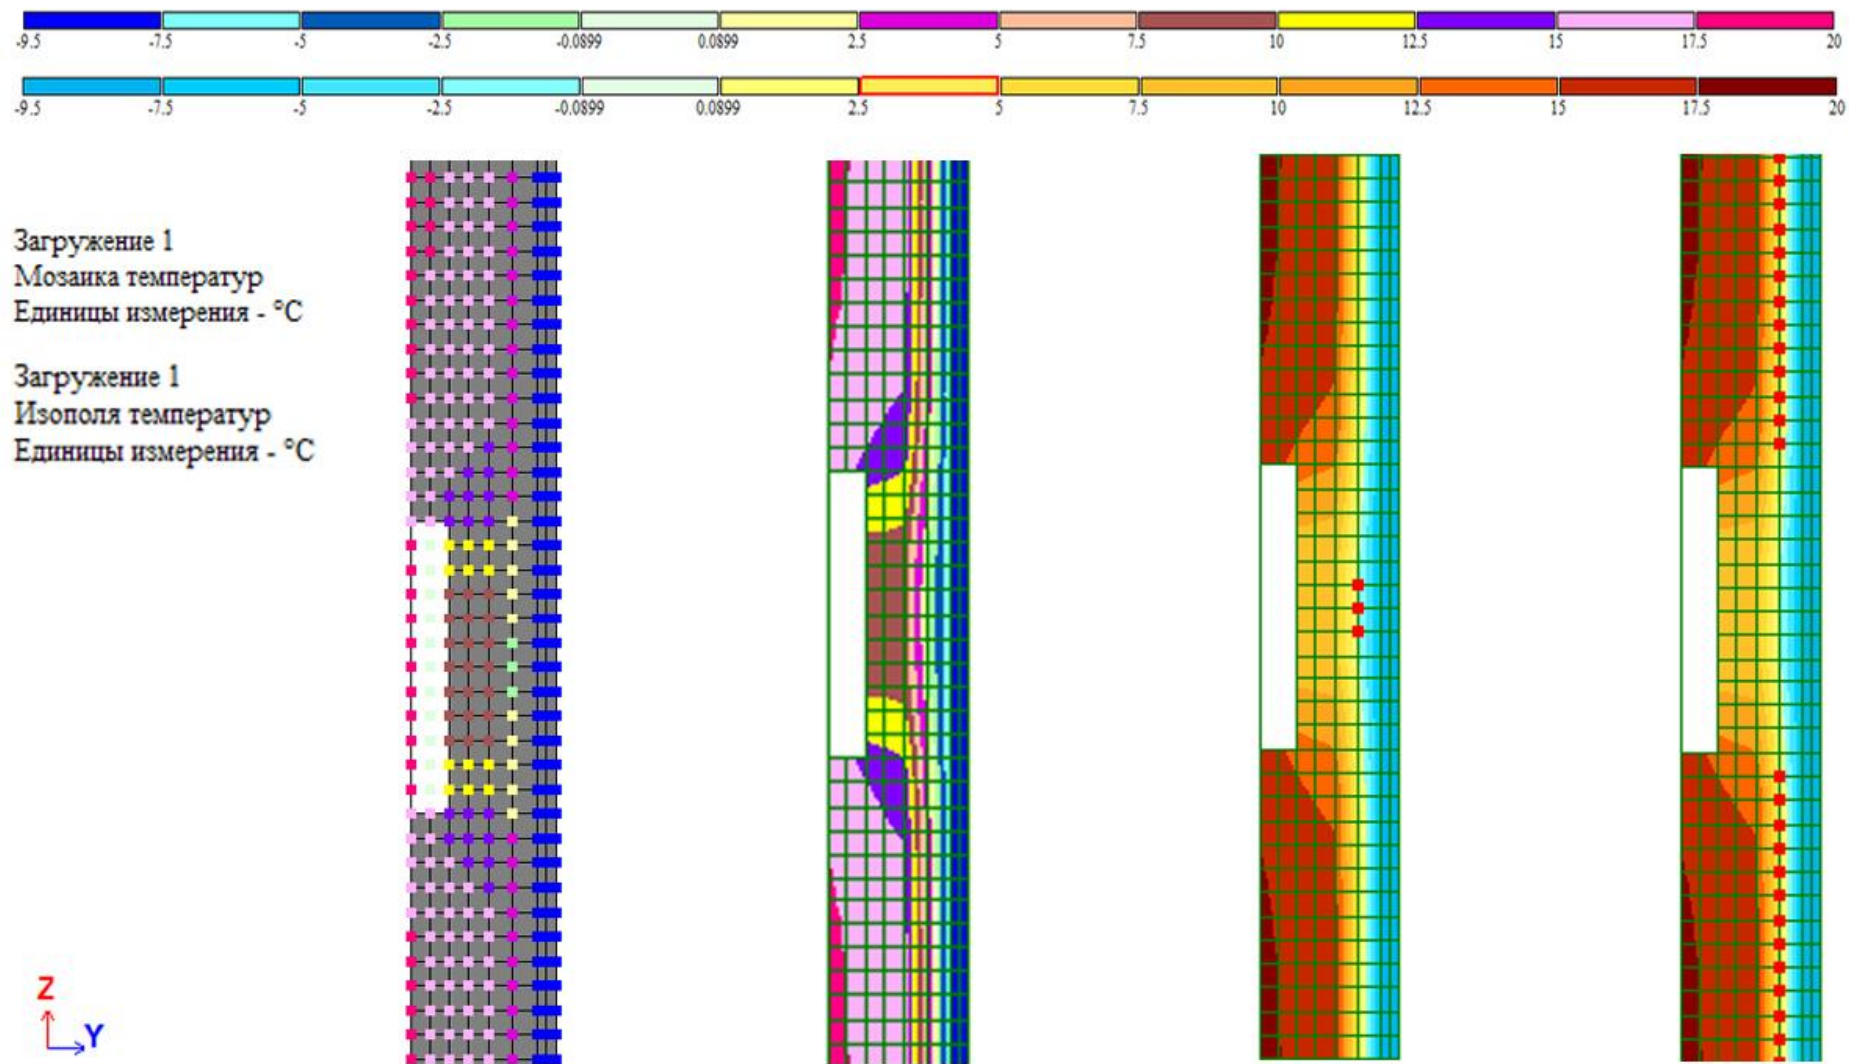 -9.5 -7.5 -5 -2.5 -0.0899 0.0899 2.5 5 7.5 10 12.5 15 17.5 20
-9.5 -7.5 -5 -2.5 -0.0899 0.0899 2.5 5 7.5 10 12.5 15 17.5 20
Загружение 1
Мозаика температур
Единицы измерения - °C
Загружение 1
Изополя температур
Единицы измерения - °C
Z
Y